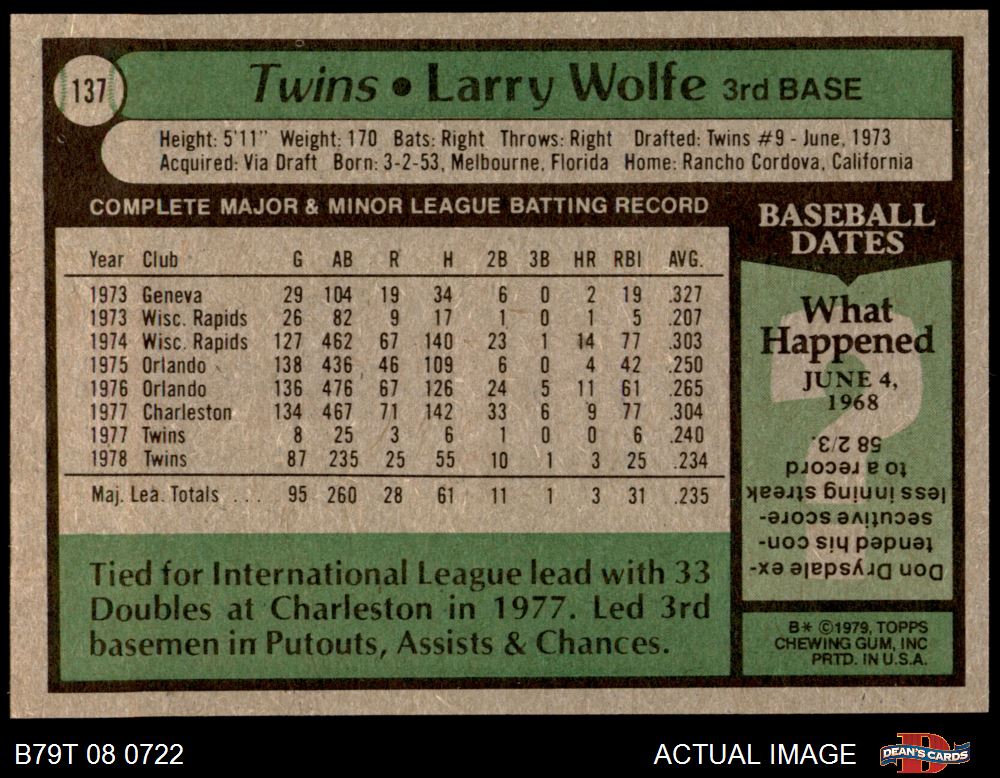 137
Twins • Larry Wolfe 3rd BASE
Height: 5'11" Weight: 170 Bats: Right Throws: Right Drafted: Twins #9 - June, 1973
Acquired: Via Draft Born: 3-2-53, Melbourne, Florida Home: Rancho Cordova, California
COMPLETE MAJOR & MINOR LEAGUE BATTING RECORD
Year Club G AB R H 2B 3B HR RBI AVG.
1973 Geneva 29 104 19 34 6 0 2 19 .327
1973 Wisc. Rapids 26 82 9 17 1 0 1 5 .207
1974 Wisc. Rapids 127 462 67 140 23 1 14 77 .303
1975 Orlando 138 436 46 109 6 0 4 42 .250
1976 Orlando 136 476 67 126 24 5 11 61 .265
1977 Charleston 134 467 71 142 33 6 9 77 .304
1977 Twins 8 25 3 6 1 0 0 6 .240
1978 Twins 87 235 25 55 10 1 3 25 .234
Maj. Lea. Totals ... 95 260 28 61 11 1 3 31 .235
Tied for International League lead with 33
Doubles at Charleston in 1977. Led 3rd
basemen in Putouts, Assists & Chances.
BASEBALL
DATES
What
Happened
JUNE 4,
1968
?
Don Drysdale ex-
tended his con-
secutive score-
less inning streak
to a record
58 2/3.
B* ©1979, TOPPS
CHEWING GUM, INC
PRTD. IN U.S.A.
B79T 08 0722
ACTUAL IMAGE
D
DEAN'S CARDS